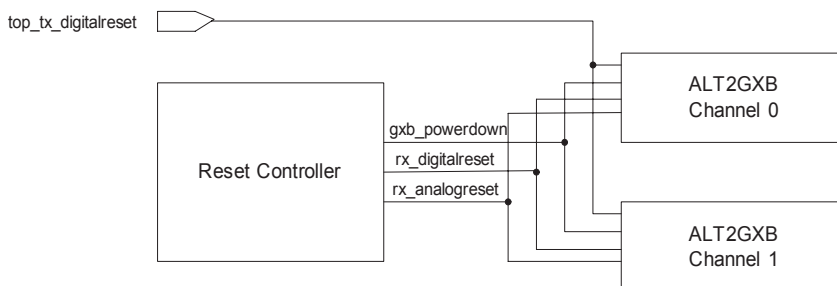 top_tx_digitalreset
ALT2GXB
Channel 0
gxb_powerdown
Reset Controller
rx_digitalreset
rx_analogreset
ALT2GXB
Channel 1